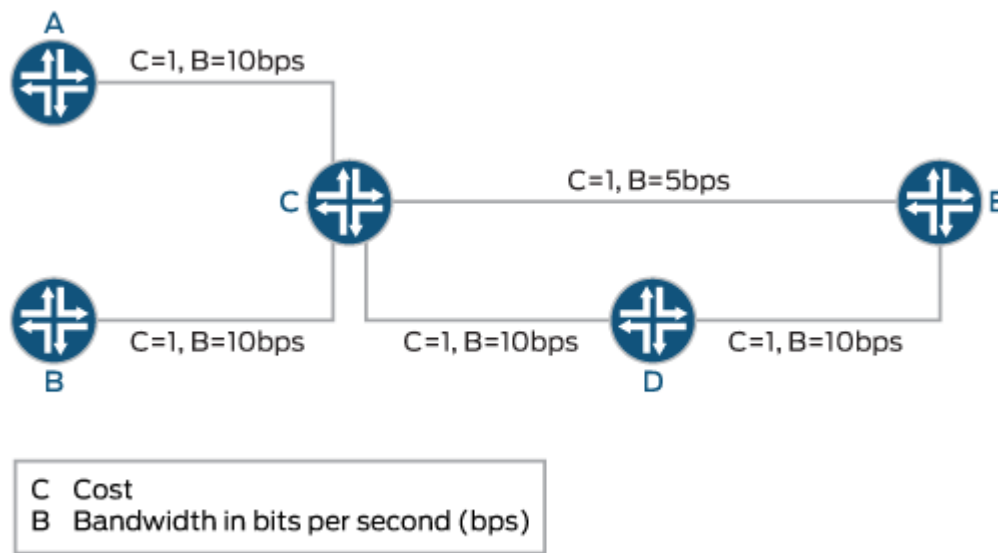 A
C=1, B=10bps
C=1, B=5bps
C
E
B
C=1, B=10bps
C=1, B=10bps
C=1, B=10bps
D
C Cost
B Bandwidth in bits per second (bps)